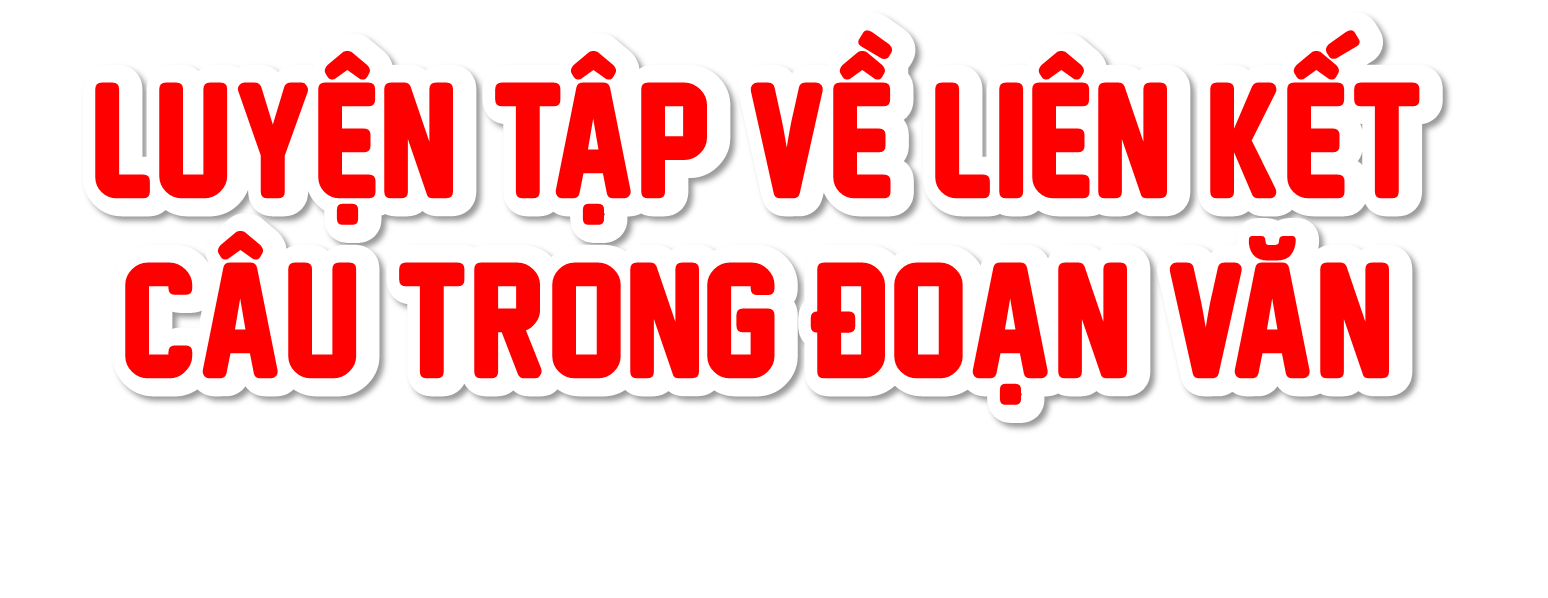 LUYỆN TẬP VỀ LIÊN KẾT
CÂU TRONG ĐOẠN VĂN